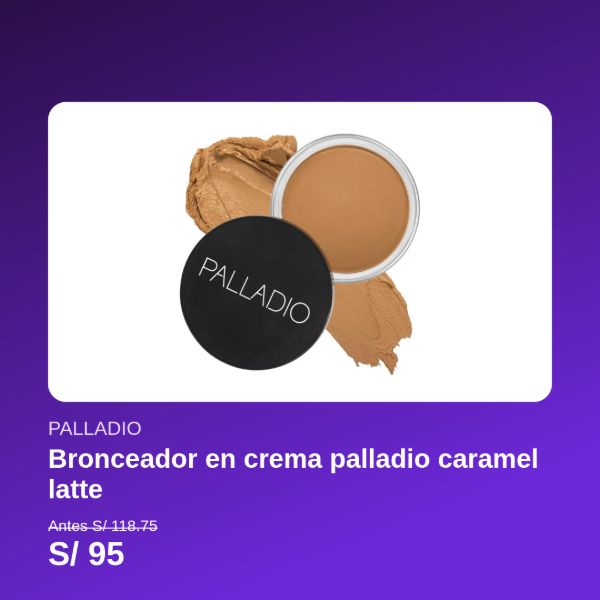 PALLADIO
PALLADIO
Bronceador en crema palladio caramel
latte
Antes S/ 118.75
S/ 95